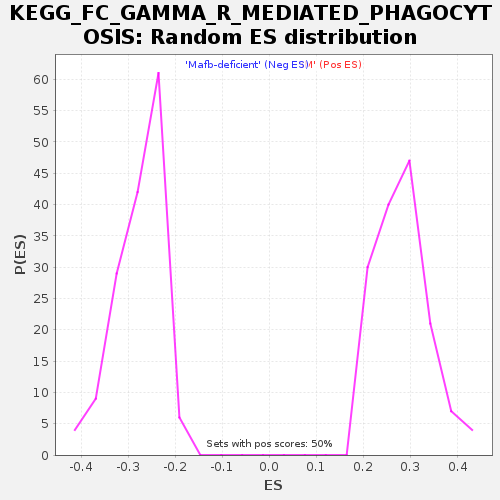 KEGG_FC_GAMMA_R_MEDIATED_PHAGOCYT
OSIS: Random ES distribution
'Mafb-deficient' (Neg ES) (Pos ES)
60
55
50
45
40
35
30
25
20
15
10
5
0
P(ES)
Sets with pos scores: 50%
-0.4 -0.3 -0.2 -0.1 0.0 0.1 0.2 0.3 0.4
ES